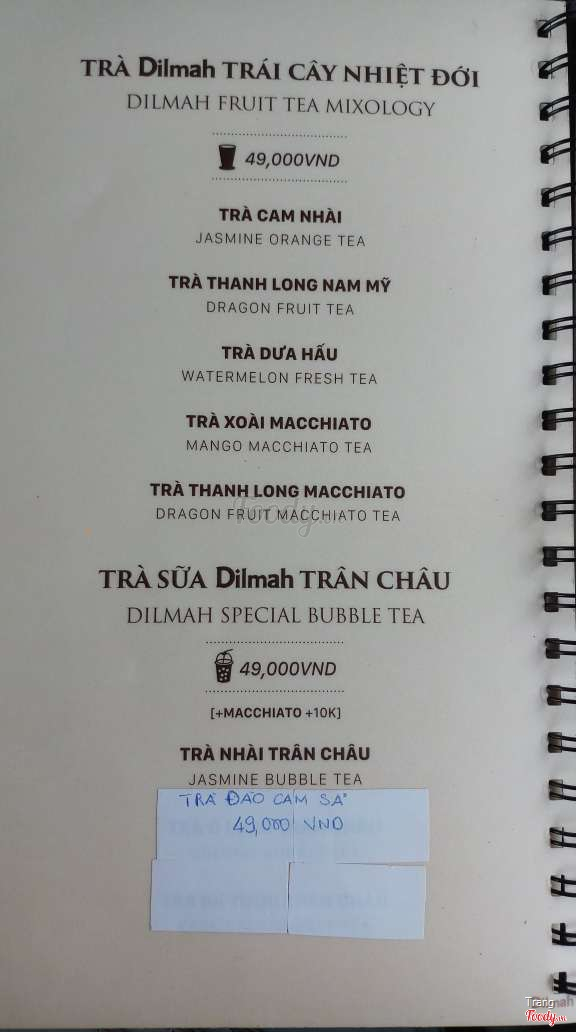 TRÀ Dilmah TRÁI CÂY NHIỆT ĐỚI
DILMAH FRUIT TEA MIXOLOGY
49,000VND
TRÀ CAM NHÀI
JASMINE ORANGE TEA
TRÀ THANH LONG NAM MỸ
DRAGON FRUIT TEA
TRÀ DƯA HẤU
WATERMELON FRESH TEA
TRÀ XOÀI MACCHIATO
MANGO MACCHIATO TEA
TRÀ THANH LONG MACCHIATO
DRAGON FRUIT MACCHIATO TEA
TRÀ SỮA Dilmah TRÂN CHÂU
DILMAH SPECIAL BUBBLE TEA
49,000VND
[+MACCHIATO +10K]
TRÀ NHÀI TRÂN CHÂU
JASMINE BUBBLE TEA
TRÀ ĐÀO CAM SẢ
49,000 VND
Trang
Foody.vn